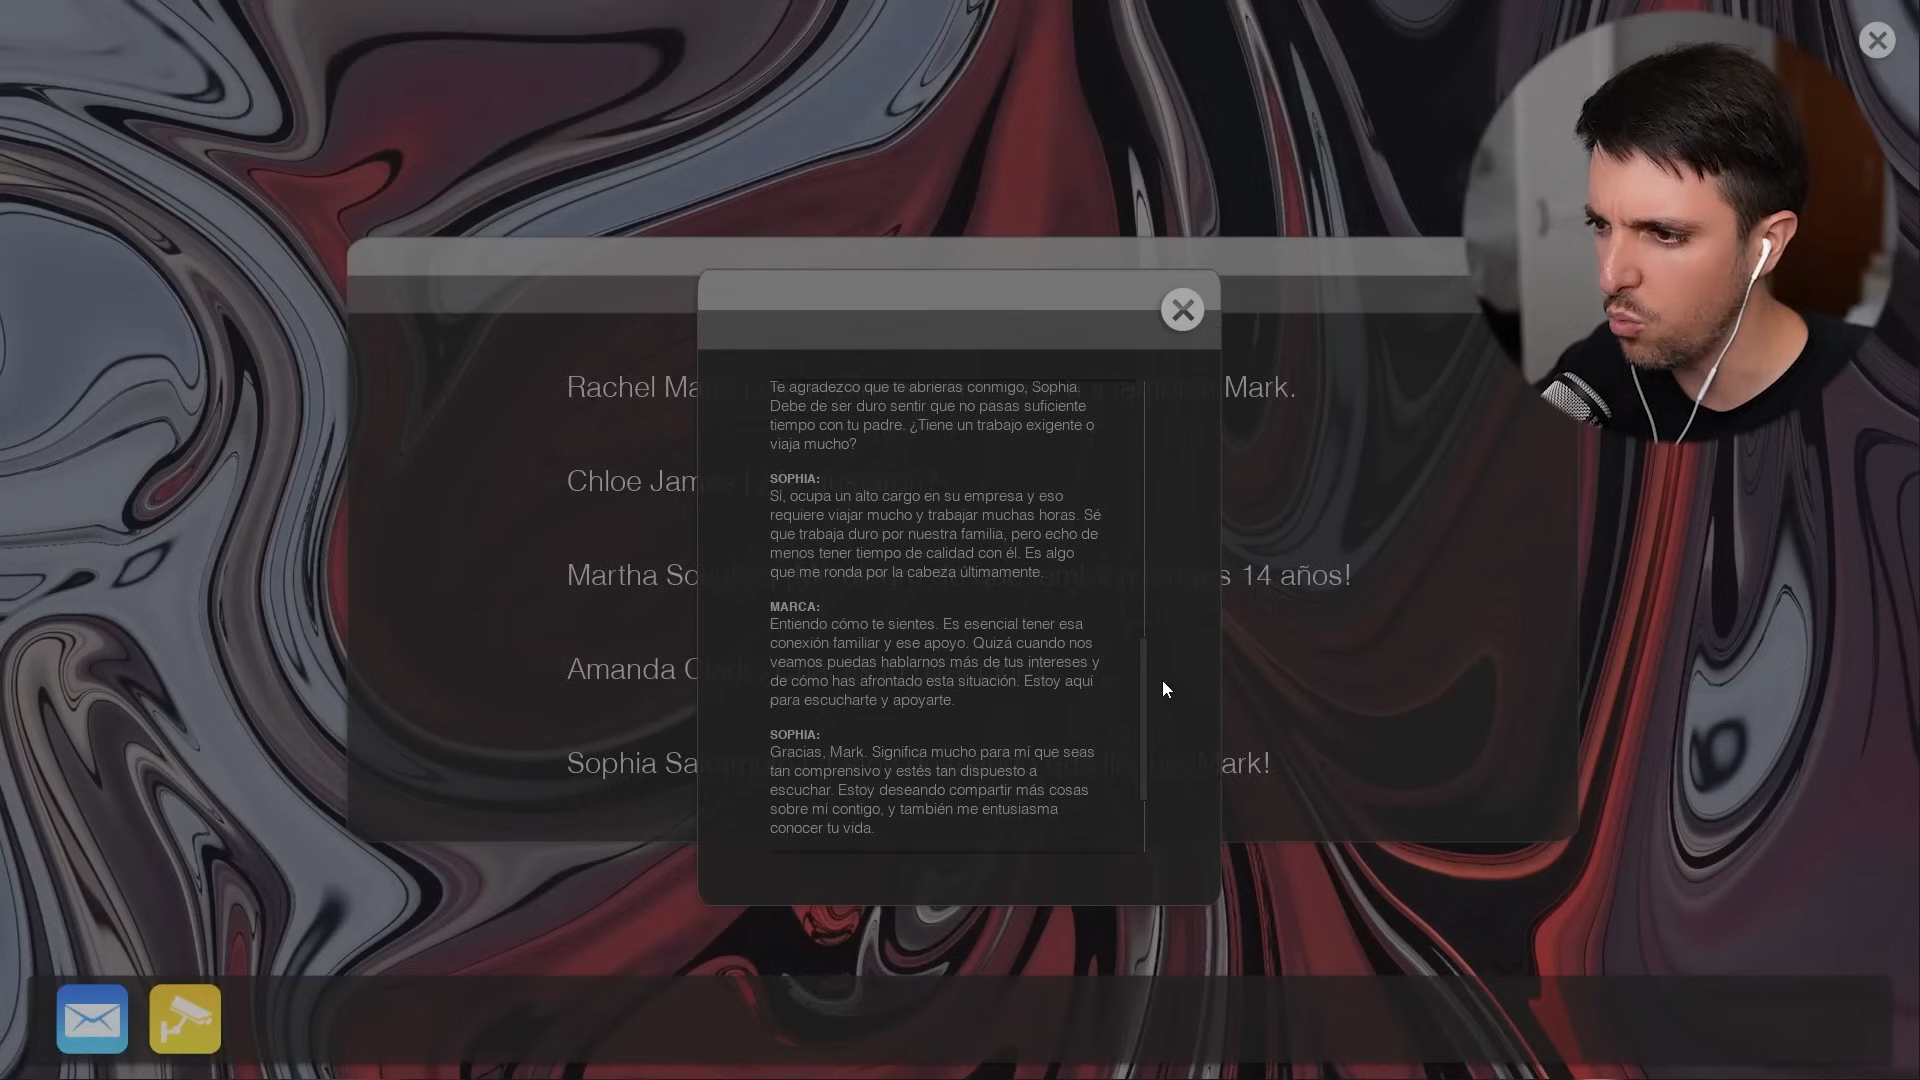 Te agradezco que te abrieras conmigo, Sophia.
Debe de ser duro sentir que no pasas suficiente
tiempo con tu padre. ¿Tiene un trabajo exigente o
viaja mucho?
SOPHIA:
Sí, ocupa un alto cargo en su empresa y eso
requiere viajar mucho y trabajar muchas horas. Sé
que trabaja duro por nuestra familia, pero echo de
menos tener tiempo de calidad con él. Es algo
que me ronda por la cabeza últimamente.
MARCA:
Entiendo cómo te sientes. Es esencial tener esa
conexión familiar y ese apoyo. Quizá cuando nos
veamos puedas hablarnos más de tus intereses y
de cómo has afrontado esta situación. Estoy aquí
para escucharte y apoyarte.
SOPHIA:
Gracias, Mark. Significa mucho para mí que seas
tan comprensivo y estés tan dispuesto a
escuchar. Estoy deseando compartir más cosas
sobre mí contigo, y también me entusiasma
conocer tu vida.
Rachel Mark.
Chloe James |
Martha 14 años!
Amanda Clark
Sophia Mark!